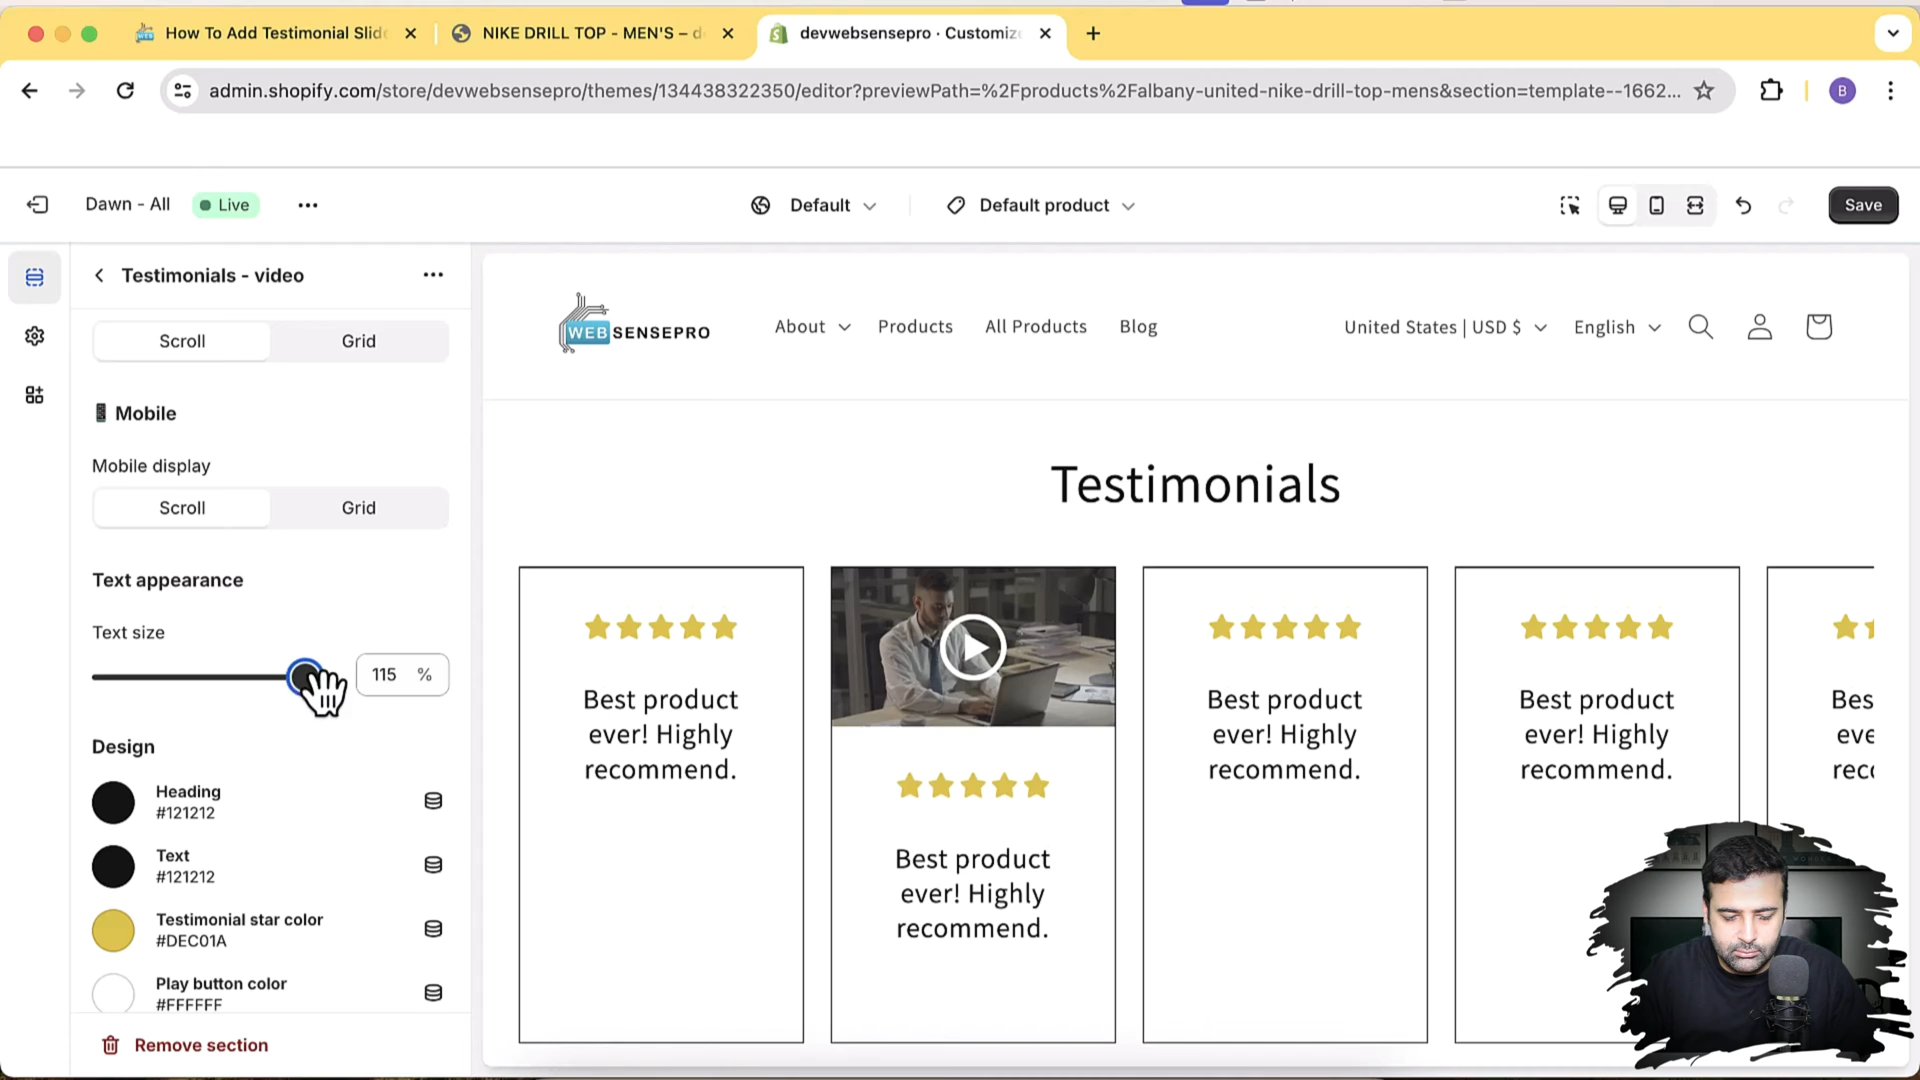 How To Add Testimonial Slid
NIKE DRILL TOP - MEN'S – d
devwebsensepro · Customize
admin.shopify.com/store/devwebsensepro/themes/134438322350/editor?previewPath=%2Fproducts%2Falbany-united-nike-drill-top-mens&section=template--1662...
B
Dawn - All
Live
Default
Default product
Save
Testimonials - video
Scroll
Grid
Mobile
Mobile display
Scroll
Grid
Text appearance
Text size
115 %
Design
Heading
#121212
Text
#121212
Testimonial star color
#DEC01A
Play button color
#FFFFFF
Remove section
WEBSENSEPRO
About
Products
All Products
Blog
United States | USD $
English
Testimonials
Best product
ever! Highly
recommend.
Best product
ever! Highly
recommend.
Best product
ever! Highly
recommend.
Best product
ever! Highly
recommend.
Bes
eve
rec